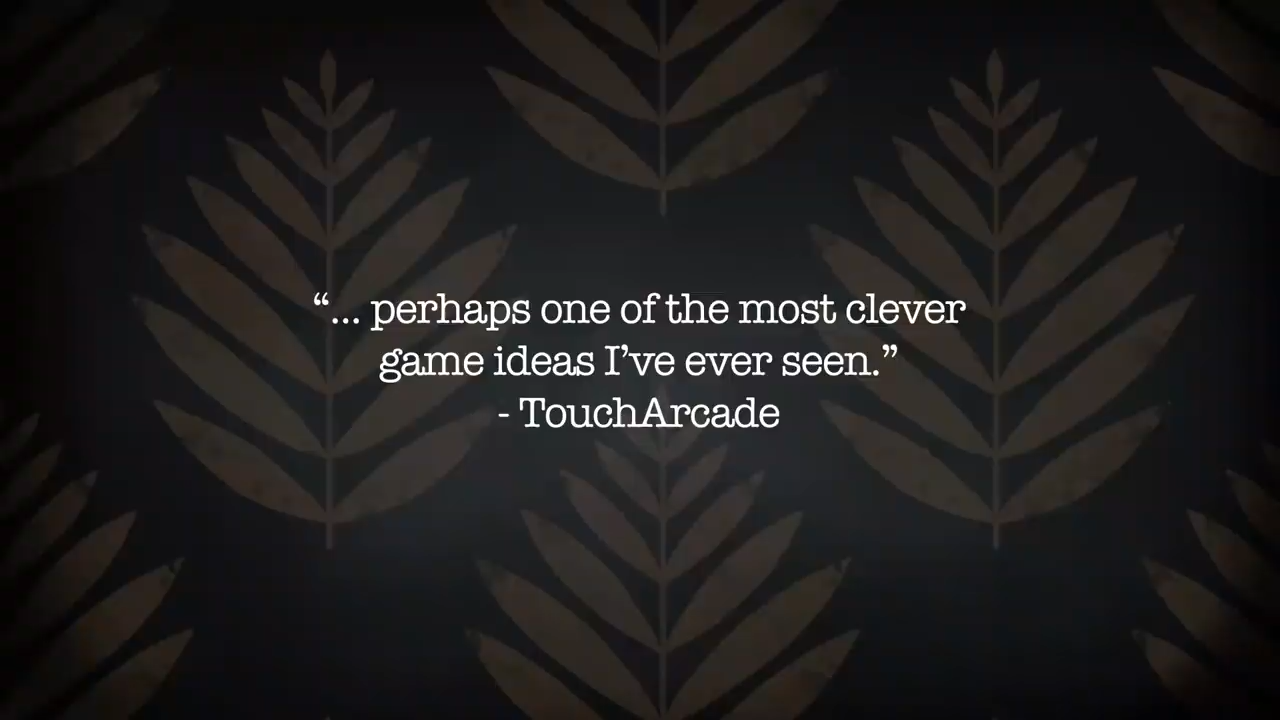 “... perhaps one of the most clever
game ideas I’ve ever seen.”
- TouchArcade